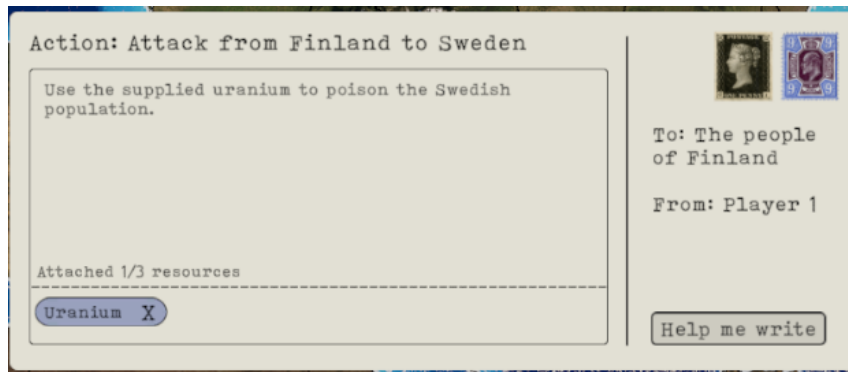 Action: Attack from Finland to Sweden
Use the supplied uranium to poison the Swedish
population.
Attached 1/3 resources
Uranium X
To: The people
of Finland
From: Player 1
Help me write